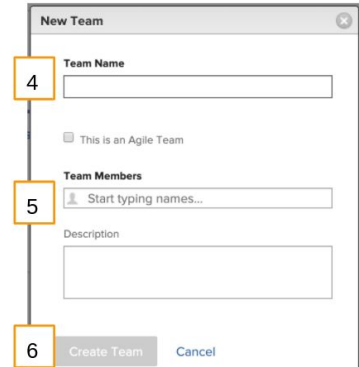 New Team
4
Team Name
This is an Agile Team
Team Members
5
Start typing names...
Description
6
Create Team
Cancel